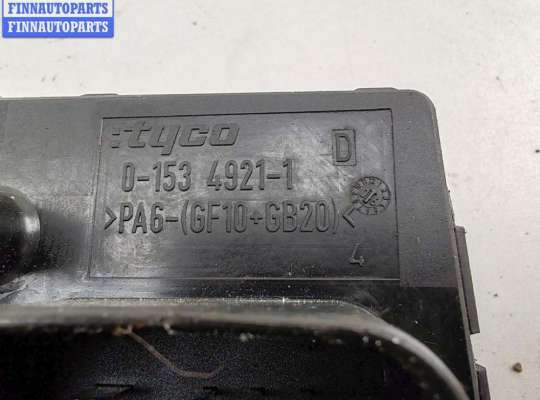 FINNAUTOPARTS
FINNAUTOPARTS
tyco
D
0-153 4921-1
>PA6-(GF10+GB20)<
4